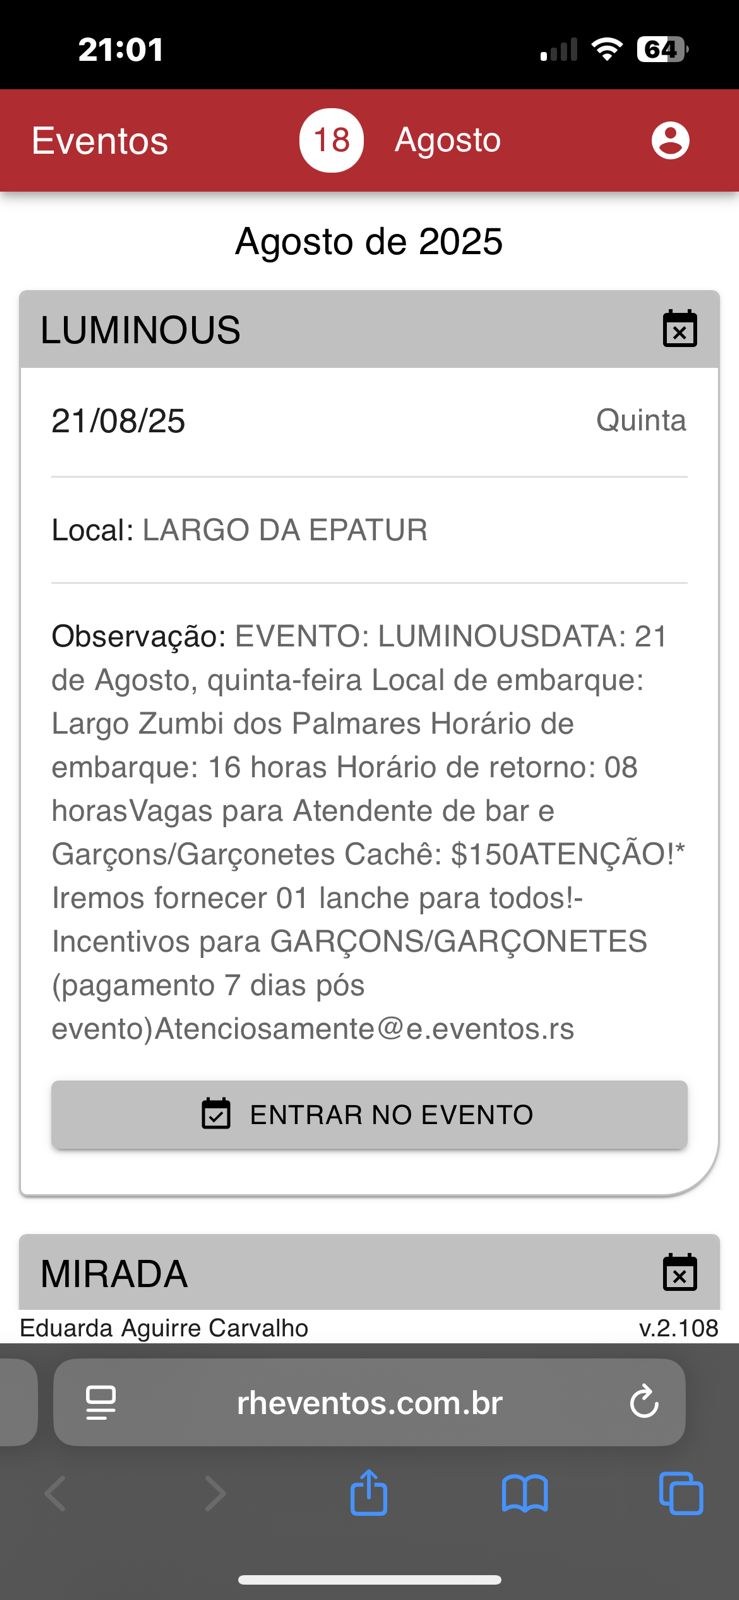 21:01
64
Eventos
18
Agosto
Agosto de 2025
LUMINOUS
21/08/25
Quinta
Local: LARGO DA EPATUR
Observação: EVENTO: LUMINOUSDATA: 21
de Agosto, quinta-feira Local de embarque:
Largo Zumbi dos Palmares Horário de
embarque: 16 horas Horário de retorno: 08
horasVagas para Atendente de bar e
Garçons/Garçonetes Cachê: $150ATENÇÃO!*
Iremos fornecer 01 lanche para todos!-
Incentivos para GARÇONS/GARÇONETES
(pagamento 7 dias pós
evento)Atenciosamente@e.eventos.rs
ENTRAR NO EVENTO
MIRADA
Eduarda Aguirre Carvalho
v.2.108
rheventos.com.br